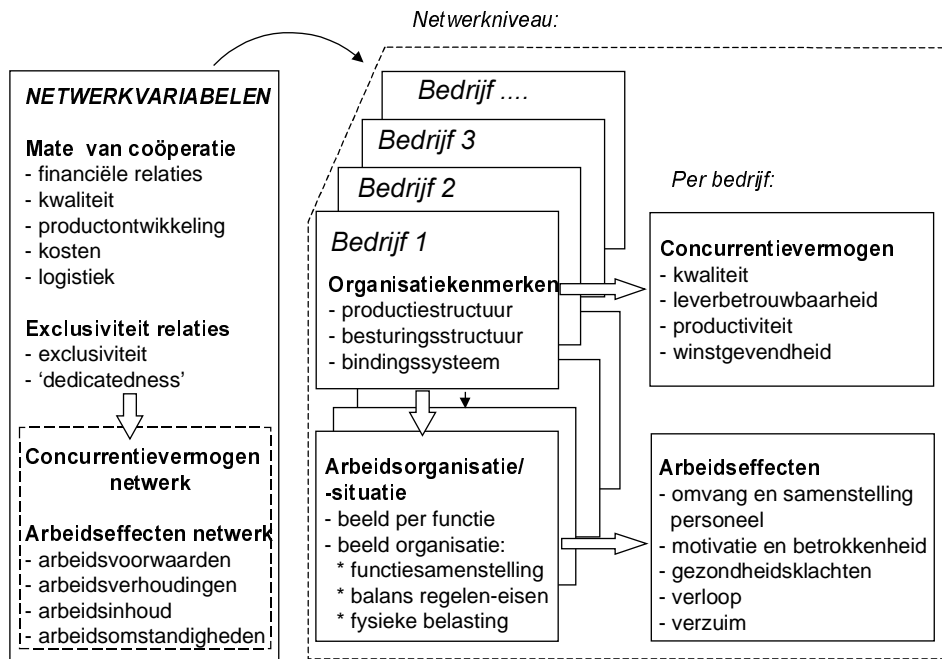 Netwerkniveau:
NETWERKVARIABELEN
Mate van coöperatie
- financiële relaties
- kwaliteit
- productontwikkeling
- kosten
- logistiek
Exclusiviteit relaties
- exclusiviteit
- ‘dedicatedness’
Concurrentievermogen
netwerk
Arbeidseffecten netwerk
- arbeidsvoorwaarden
- arbeidsverhoudingen
- arbeidsinhoud
- arbeidsomstandigheden
Bedrijf ....
Bedrijf 3
Bedrijf 2
Bedrijf 1
Organisatiekenmerken
- productiestructuur
- besturingsstructuur
- bindingssysteem
Arbeidsorganisatie/
-situatie
- beeld per functie
- beeld organisatie:
* functiesamenstelling
* balans regelen-eisen
* fysieke belasting
Per bedrijf:
Concurrentievermogen
- kwaliteit
- leverbetrouwbaarheid
- productiviteit
- winstgevendheid
Arbeidseffecten
- omvang en samenstelling
personeel
- motivatie en betrokkenheid
- gezondheidsklachten
- verloop
- verzuim